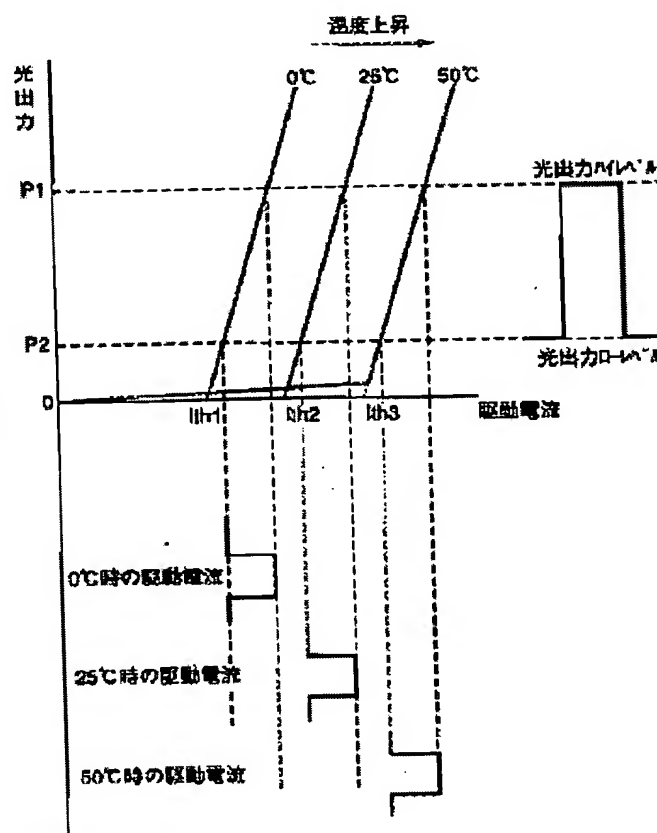 温度上昇
光出力
0℃ 25℃ 50℃
P1
光出力ハイレベル
P2
光出力ローレベル
0
Ith1 Ith2 Ith3 駆動電流
0℃時の駆動電流
25℃時の駆動電流
50℃時の駆動電流